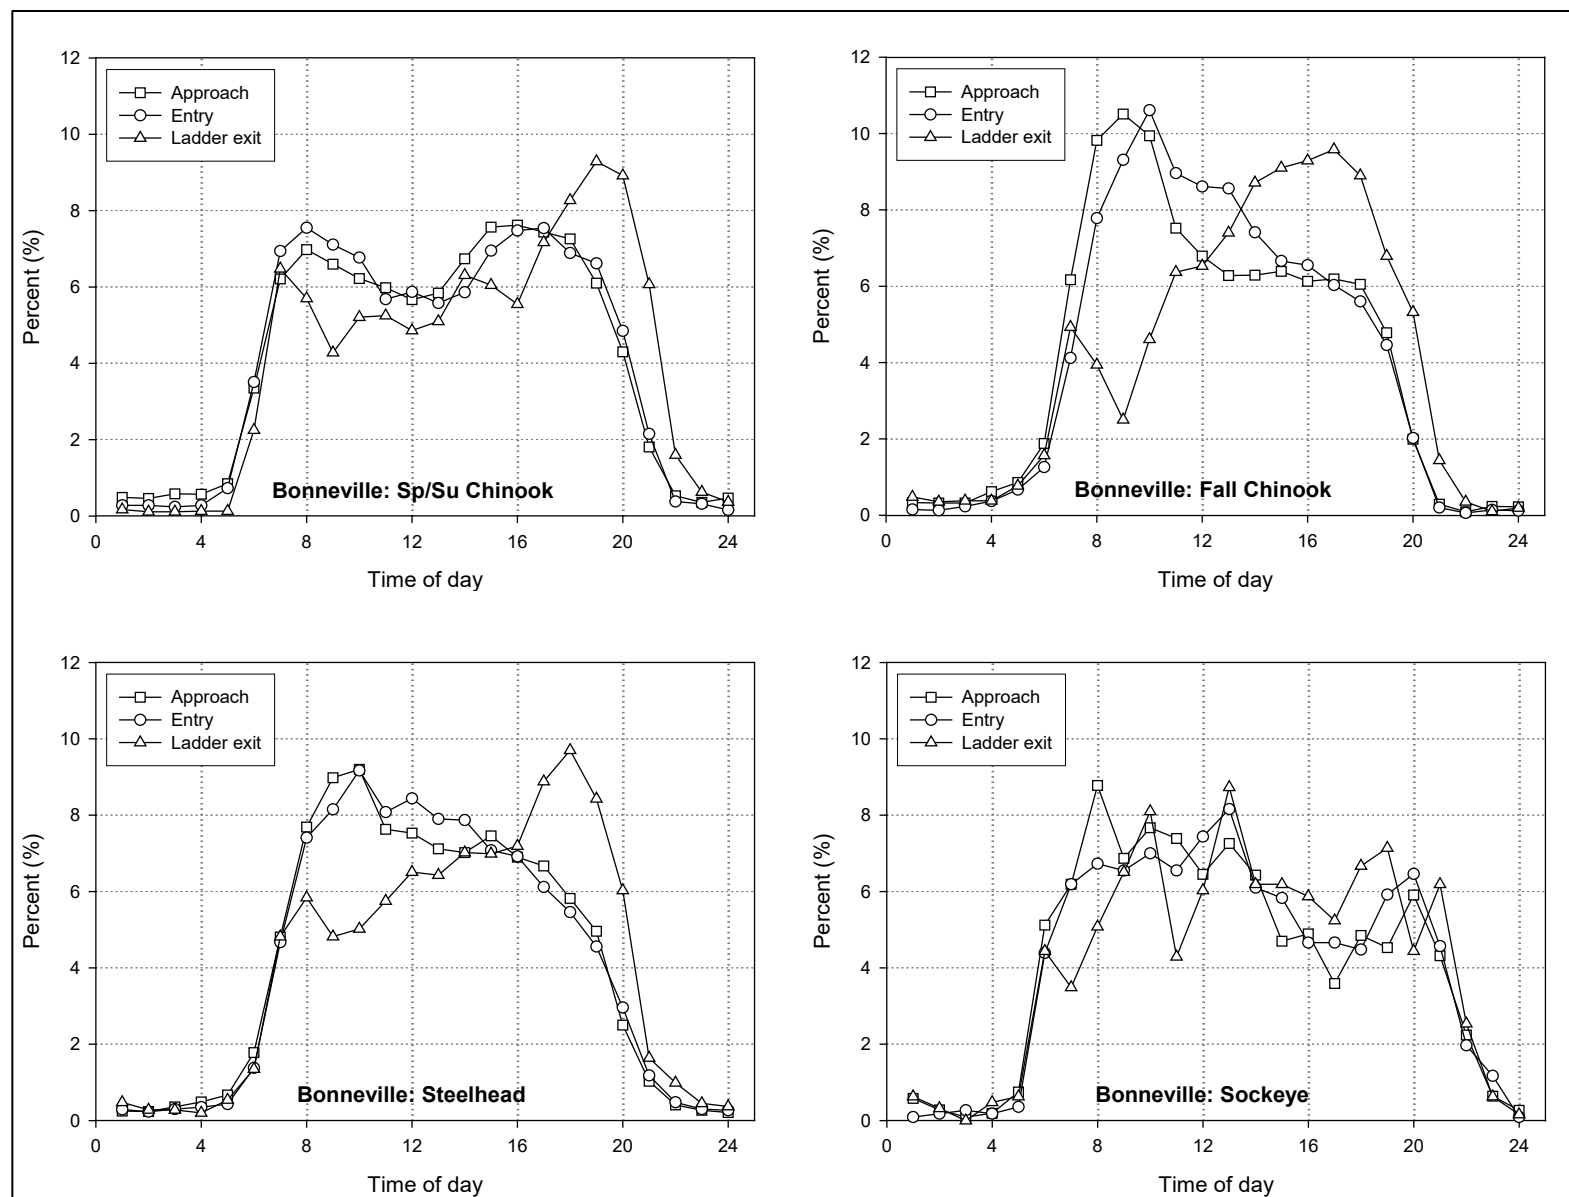 12
10
8
6
4
2
0
Percent (%)
Approach
Entry
Ladder exit
Bonneville: Sp/Su Chinook
0 4 8 12 16 20 24
Time of day
12
10
8
6
4
2
0
Percent (%)
Approach
Entry
Ladder exit
Bonneville: Fall Chinook
0 4 8 12 16 20 24
Time of day
12
10
8
6
4
2
0
Percent (%)
Approach
Entry
Ladder exit
Bonneville: Steelhead
0 4 8 12 16 20 24
Time of day
12
10
8
6
4
2
0
Percent (%)
Approach
Entry
Ladder exit
Bonneville: Sockeye
0 4 8 12 16 20 24
Time of day